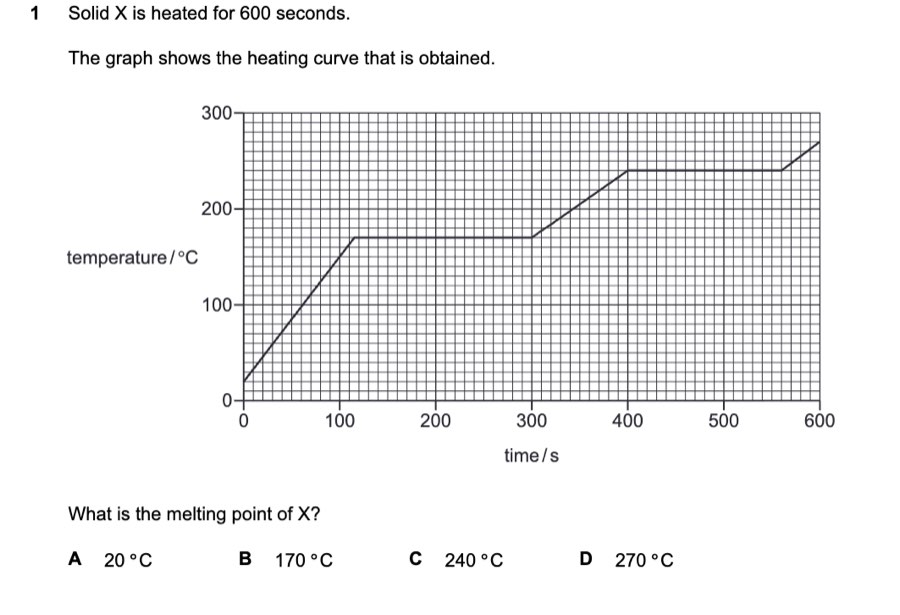 1 Solid X is heated for 600 seconds.
The graph shows the heating curve that is obtained.
300
200
temperature / °C
100
0
0 100 200 300 400 500 600
time / s
What is the melting point of X?
A 20 °C B 170 °C C 240 °C D 270 °C